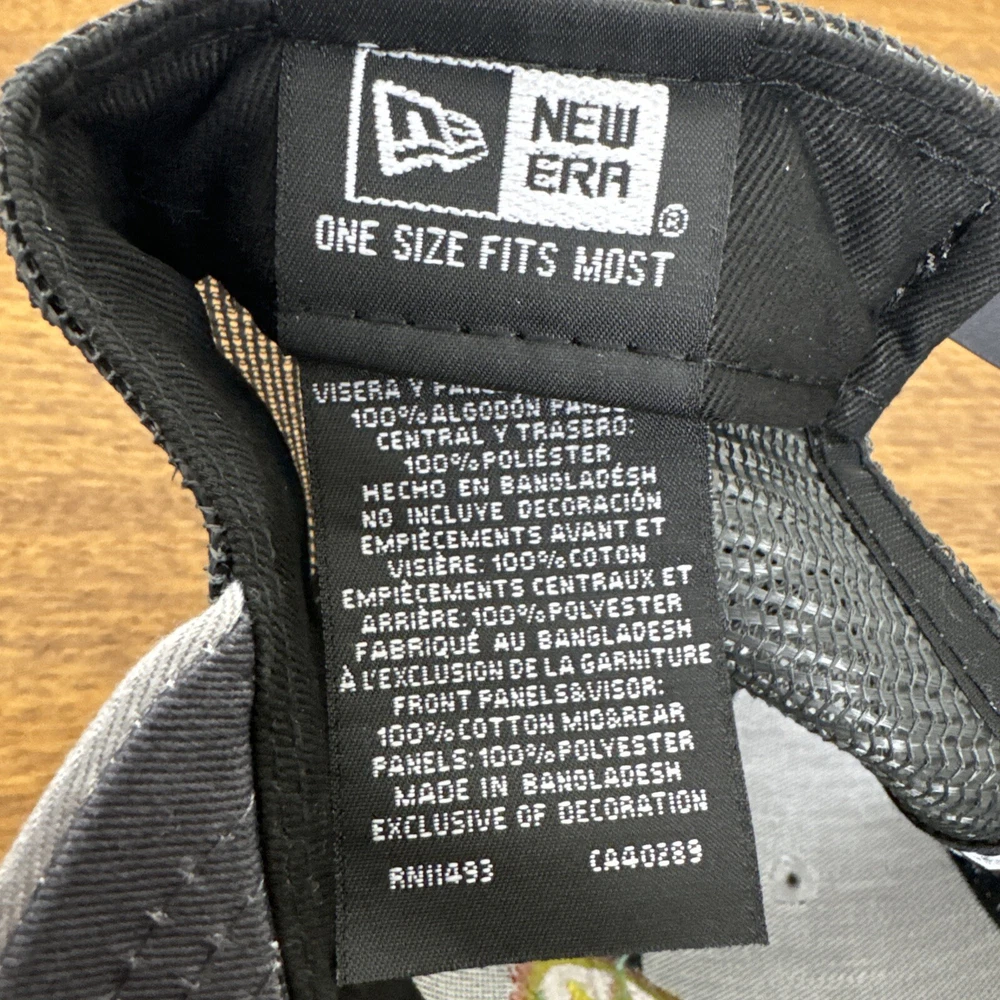 NEW
ERA
®
ONE SIZE FITS MOST
VISERA Y
100%ALGODÓN
CENTRAL Y TRASERO:
100%POLIÉSTER
HECHO EN BANGLADÉSH
NO INCLUYE DECORACIÓN
EMPIÈCEMENTS AVANT ET
VISIÈRE: 100%COTON
EMPIÈCEMENTS CENTRAUX ET
ARRIÈRE: 100%POLYESTER
FABRIQUÉ AU BANGLADESH
À L'EXCLUSION DE LA GARNITURE
FRONT PANELS&VISOR:
100%COTTON MID&REAR
PANELS: 100%POLYESTER
MADE IN BANGLADESH
EXCLUSIVE OF DECORATION
RN11493 CA40289